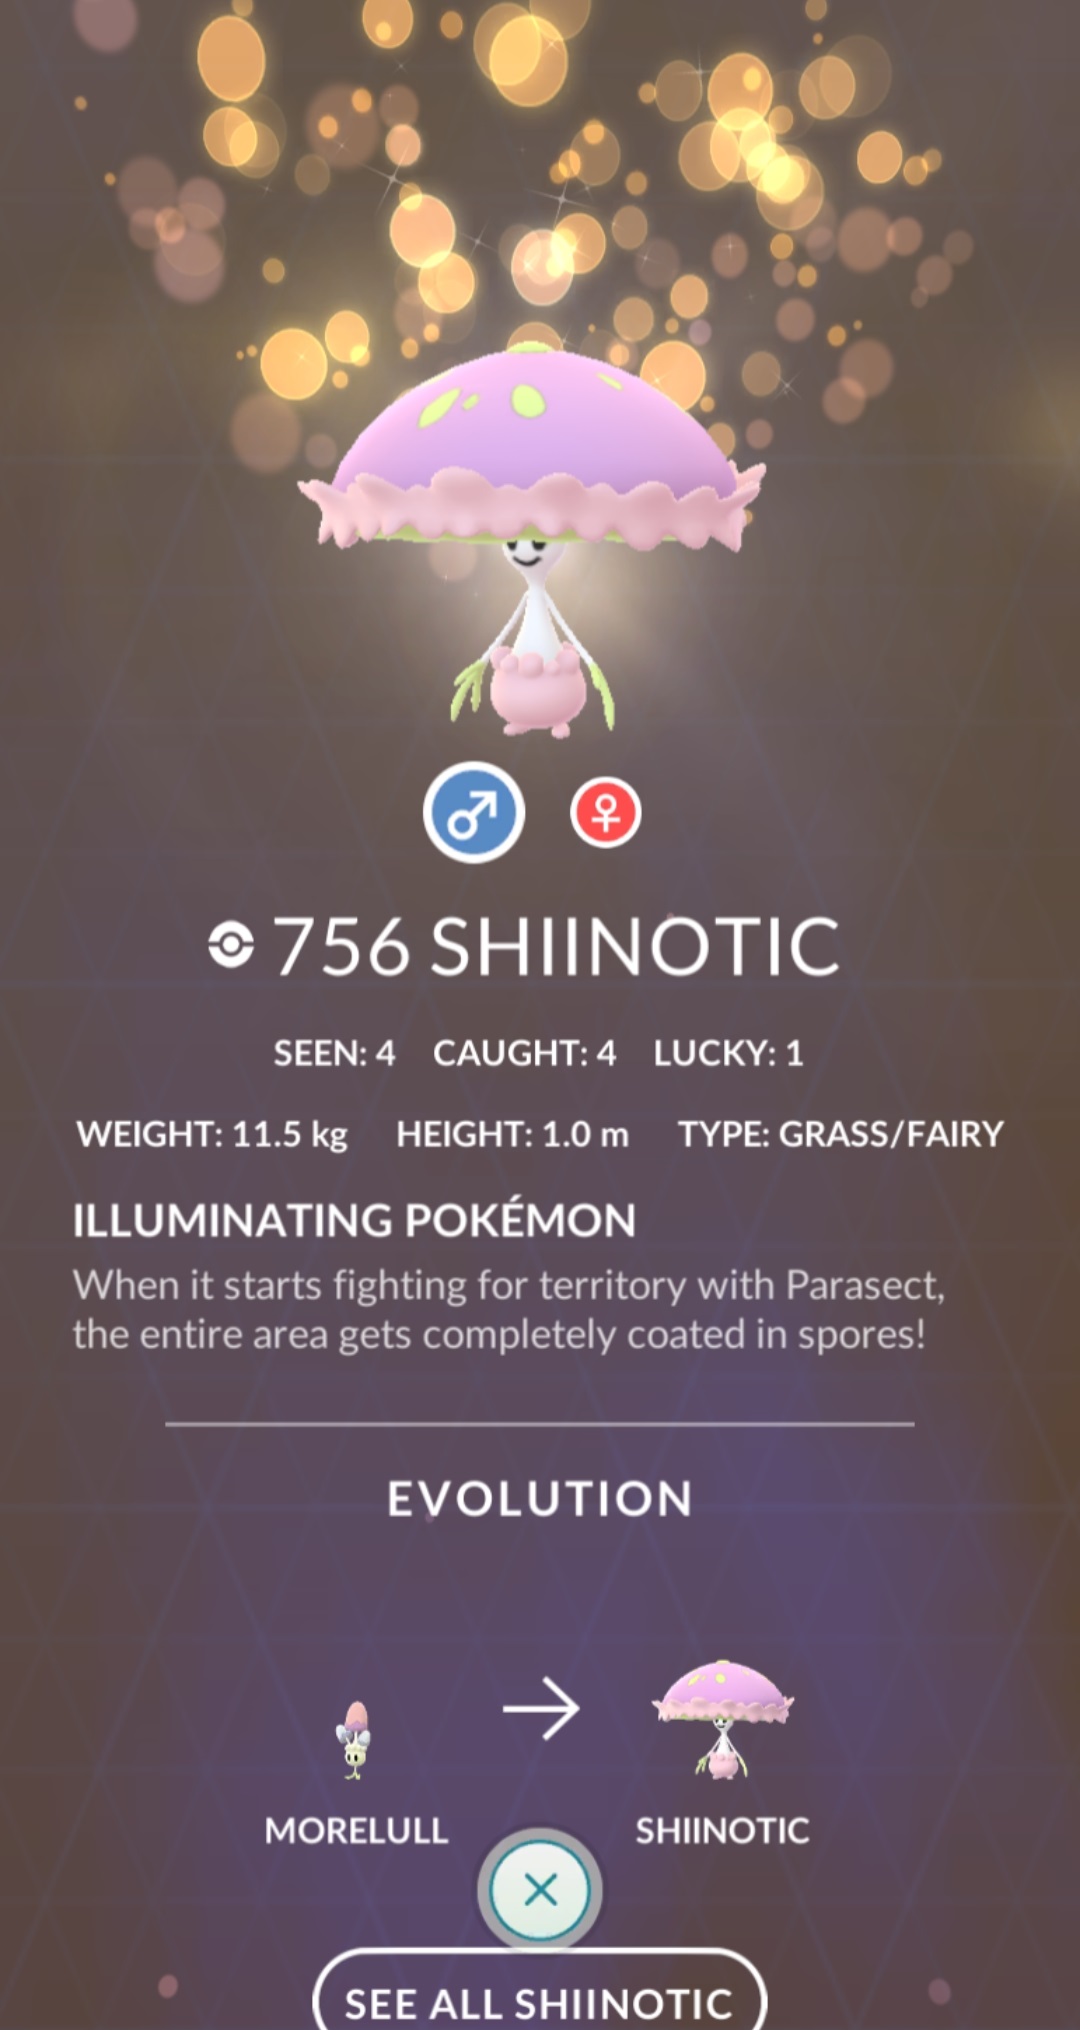 756 SHIINOTIC
SEEN: 4 CAUGHT: 4 LUCKY: 1
WEIGHT: 11.5 kg HEIGHT: 1.0 m TYPE: GRASS/FAIRY
ILLUMINATING POKÉMON
When it starts fighting for territory with Parasect,
the entire area gets completely coated in spores!
EVOLUTION
MORELULL SHIINOTIC
SEE ALL SHIINOTIC